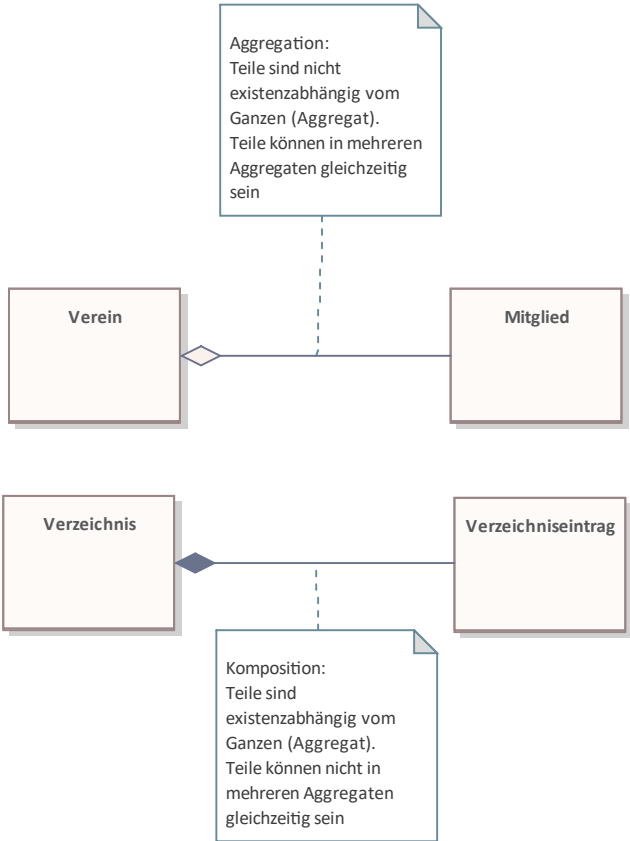 Aggregation:
Teile sind nicht
existenzabhängig vom
Ganzen (Aggregat).
Teile können in mehreren
Aggregaten gleichzeitig
sein
Verein
Mitglied
Verzeichnis
Verzeichniseintrag
Komposition:
Teile sind
existenzabhängig vom
Ganzen (Aggregat).
Teile können nicht in
mehreren Aggregaten
gleichzeitig sein